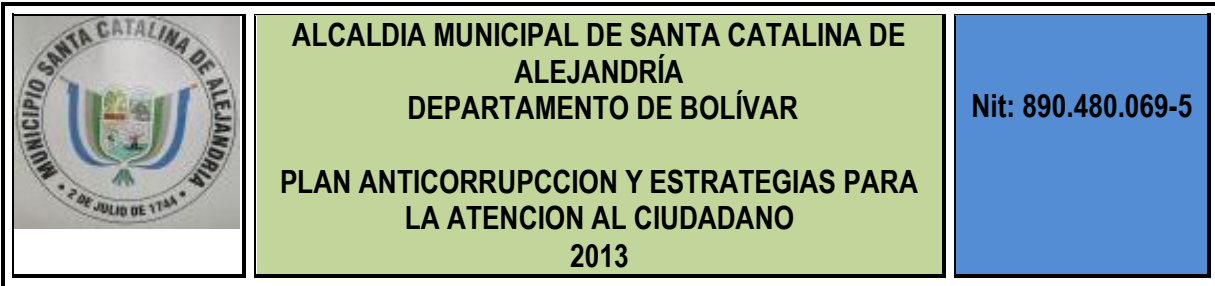 MUNICIPIO SANTA CATALINA DE ALEJANDRIA
* 2 DE JULIO DE 1744 *
ALCALDIA MUNICIPAL DE SANTA CATALINA DE
ALEJANDRÍA
DEPARTAMENTO DE BOLÍVAR
PLAN ANTICORRUPCCION Y ESTRATEGIAS PARA
LA ATENCION AL CIUDADANO
2013
Nit: 890.480.069-5